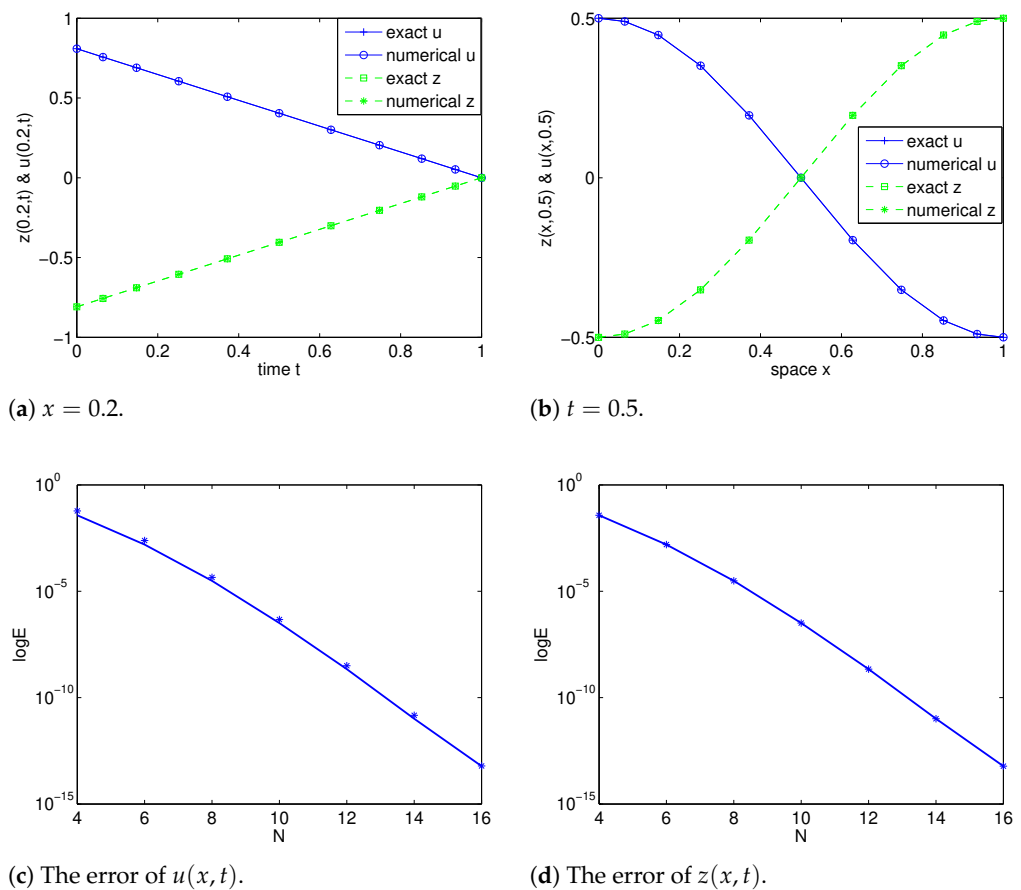 1
0.5
0
−0.5
−1
0
0.2
0.4
0.6
0.8
1
time t
z(0.2,t) & u(0.2,t)
exact u
numerical u
exact z
numerical z
(a) x = 0.2.
0.5
0
−0.5
0
0.2
0.4
0.6
0.8
1
space x
z(x,0.5) & u(x,0.5)
exact u
numerical u
exact z
numerical z
(b) t = 0.5.
10^0
10^−5
10^−10
10^−15
4
6
8
10
12
14
16
N
logE
(c) The error of u(x, t).
10^0
10^−5
10^−10
10^−15
4
6
8
10
12
14
16
N
logE
(d) The error of z(x, t).